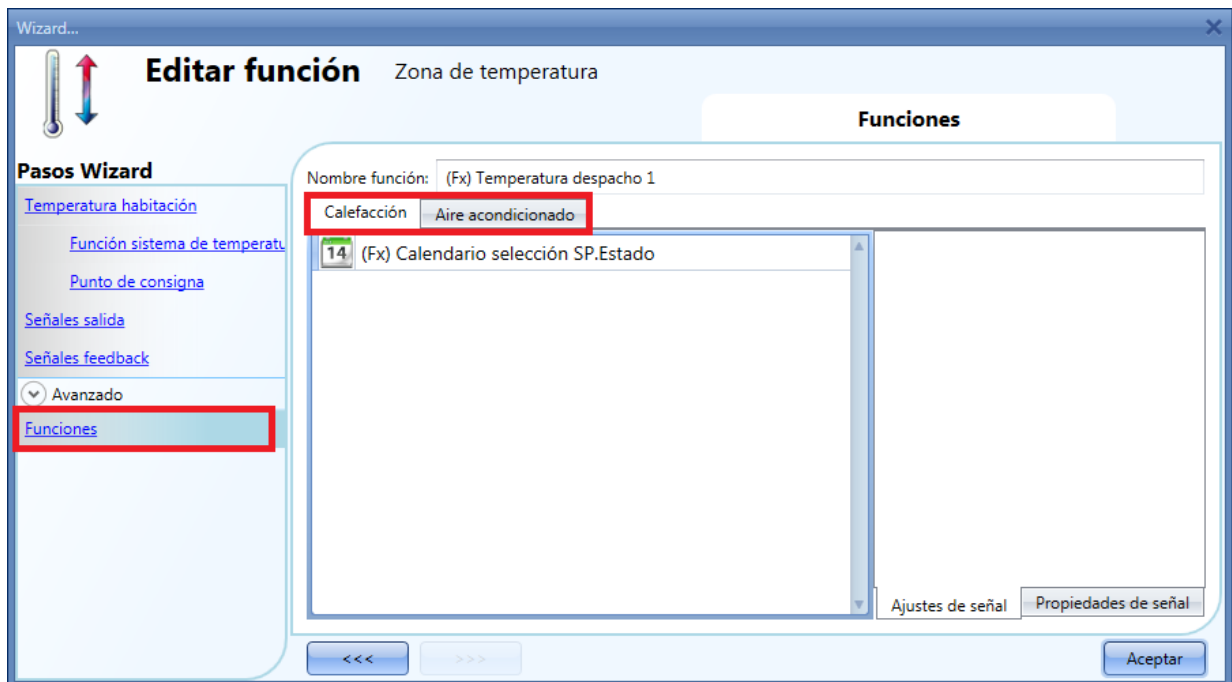 Wizard...
Editar función Zona de temperatura
Funciones
Pasos Wizard
Temperatura habitación
Función sistema de temperatu
Punto de consigna
Señales salida
Señales feedback
Avanzado
Funciones
Nombre función: (Fx) Temperatura despacho 1
Calefacción Aire acondicionado
14 (Fx) Calendario selección SP.Estado
Ajustes de señal Propiedades de señal
<<< >>> Aceptar